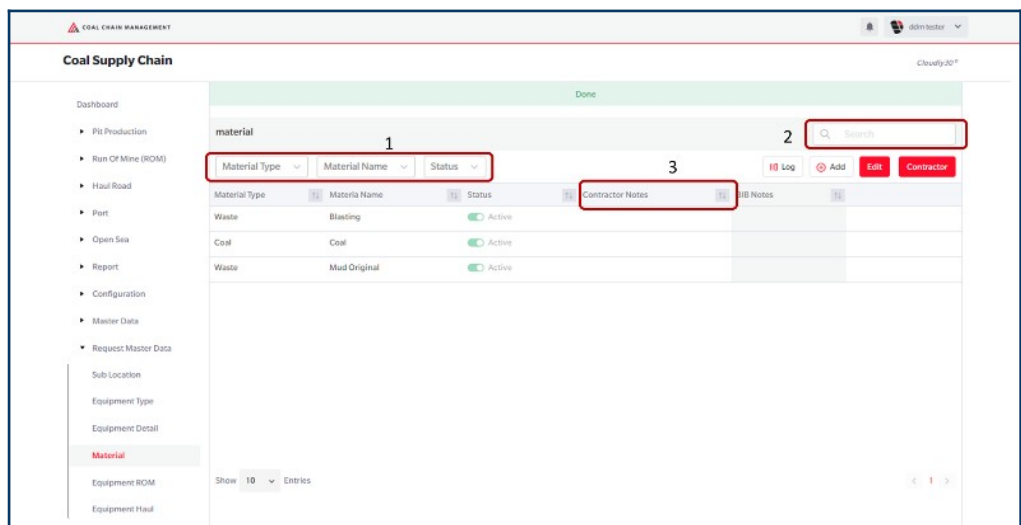 COAL CHAIN MANAGEMENT
ddm tester
Coal Supply Chain
Cloudy30°
Done
Dashboard
Pit Production
Run Of Mine (ROM)
Haul Road
Port
Open Sea
Report
Configuration
Master Data
Request Master Data
Sub Location
Equipment Type
Equipment Detail
Material
Equipment ROM
Equipment Haul
material
1
2
Search
Material Type Material Name Status
3
Log Add Edit Contractor
Material Type Materia Name Status Contractor Notes BIB Notes
Waste Blasting Active
Coal Coal Active
Waste Mud Original Active
Show 10 Entries
< 1 >